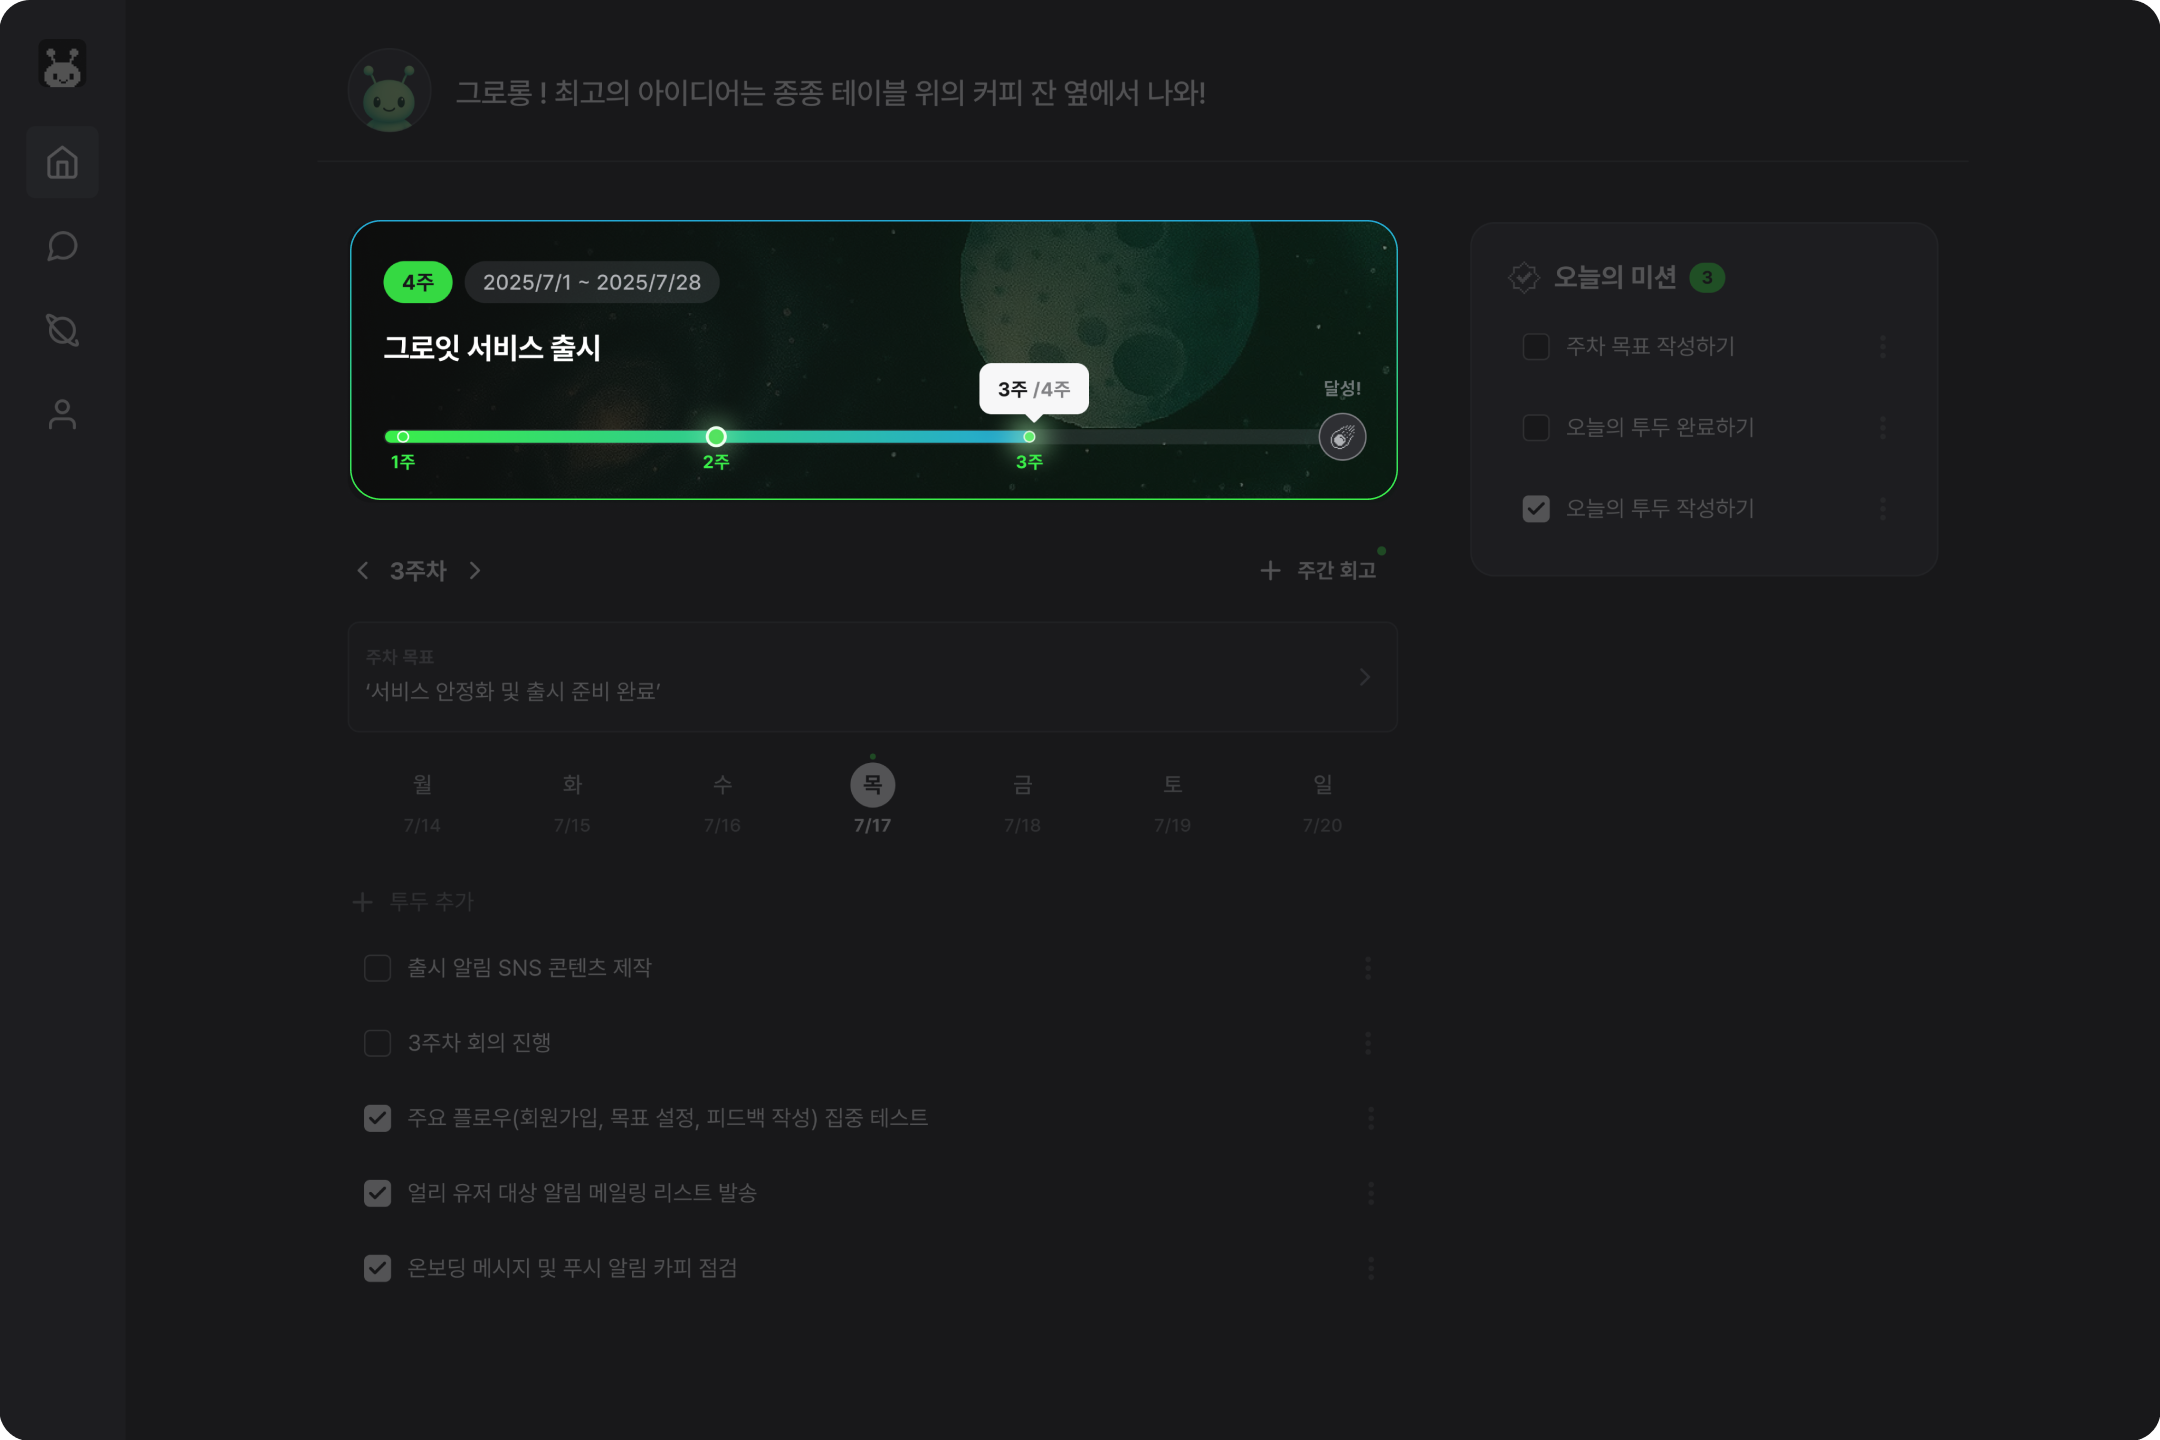 그로롱 ! 최고의 아이디어는 종종 테이블 위의 커피 잔 옆에서 나와!
4주 2025/7/1 ~ 2025/7/28
그로잇 서비스 출시
3주 /4주
달성!
1주 2주 3주
오늘의 미션 3
주차 목표 작성하기
오늘의 투두 완료하기
오늘의 투두 작성하기
3주차
주간 회고
주차 목표
‘서비스 안정화 및 출시 준비 완료’
월 화 수 목 금 토 일
7/14 7/15 7/16 7/17 7/18 7/19 7/20
투두 추가
출시 알림 SNS 콘텐츠 제작
3주차 회의 진행
주요 플로우(회원가입, 목표 설정, 피드백 작성) 집중 테스트
얼리 유저 대상 알림 메일링 리스트 발송
온보딩 메시지 및 푸시 알림 카피 점검